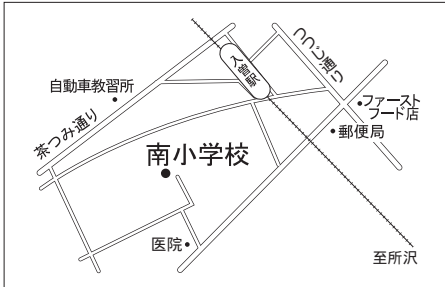 つつじ通り
入曽駅
自動車教習所
ファースト
フード店
茶つみ通り
郵便局
南小学校
医院
至所沢